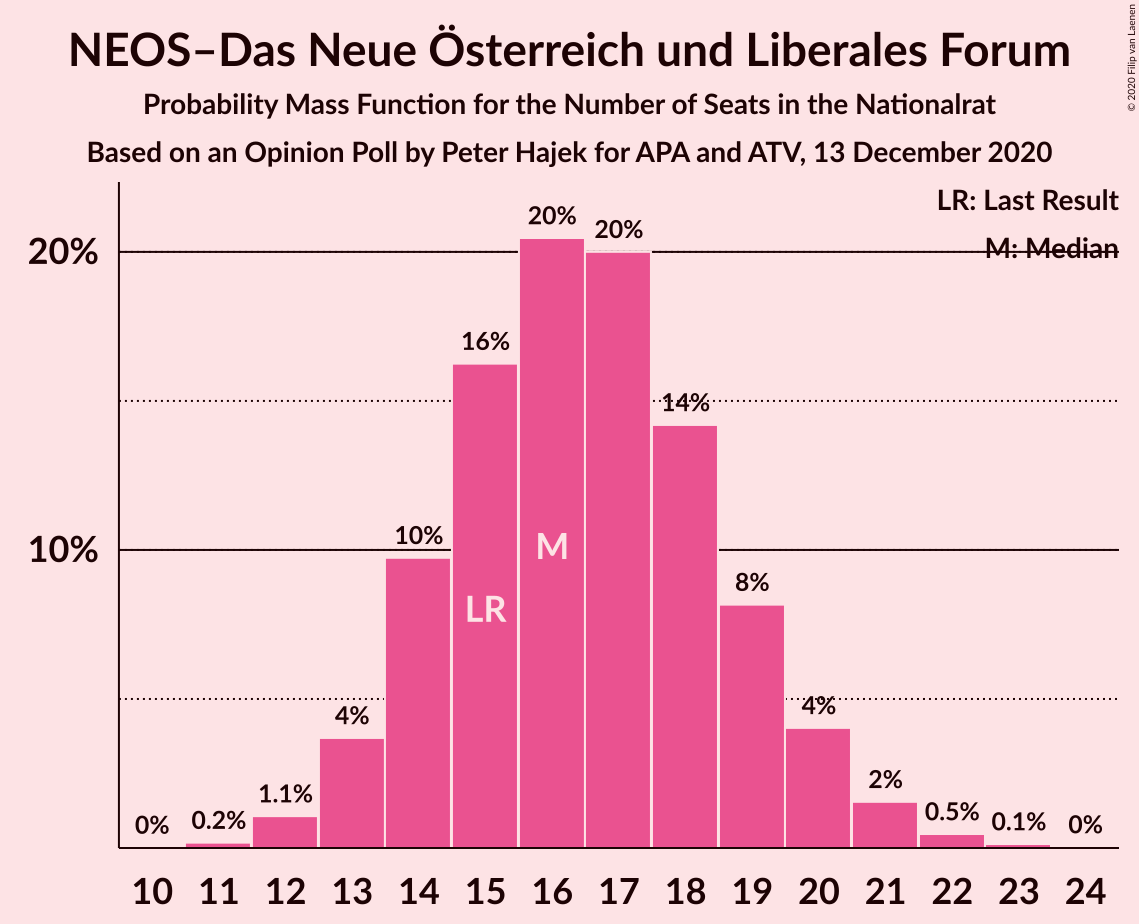 NEOS–Das Neue Österreich und Liberales Forum
Probability Mass Function for the Number of Seats in the Nationalrat
Based on an Opinion Poll by Peter Hajek for APA and ATV, 13 December 2020
© 2020 Filip van Laenen
LR: Last Result
M: Median
20%
10%
0%
0.2%
1.1%
4%
10%
16%
20%
20%
14%
8%
4%
2%
0.5%
0.1%
0%
LR
M
10 11 12 13 14 15 16 17 18 19 20 21 22 23 24